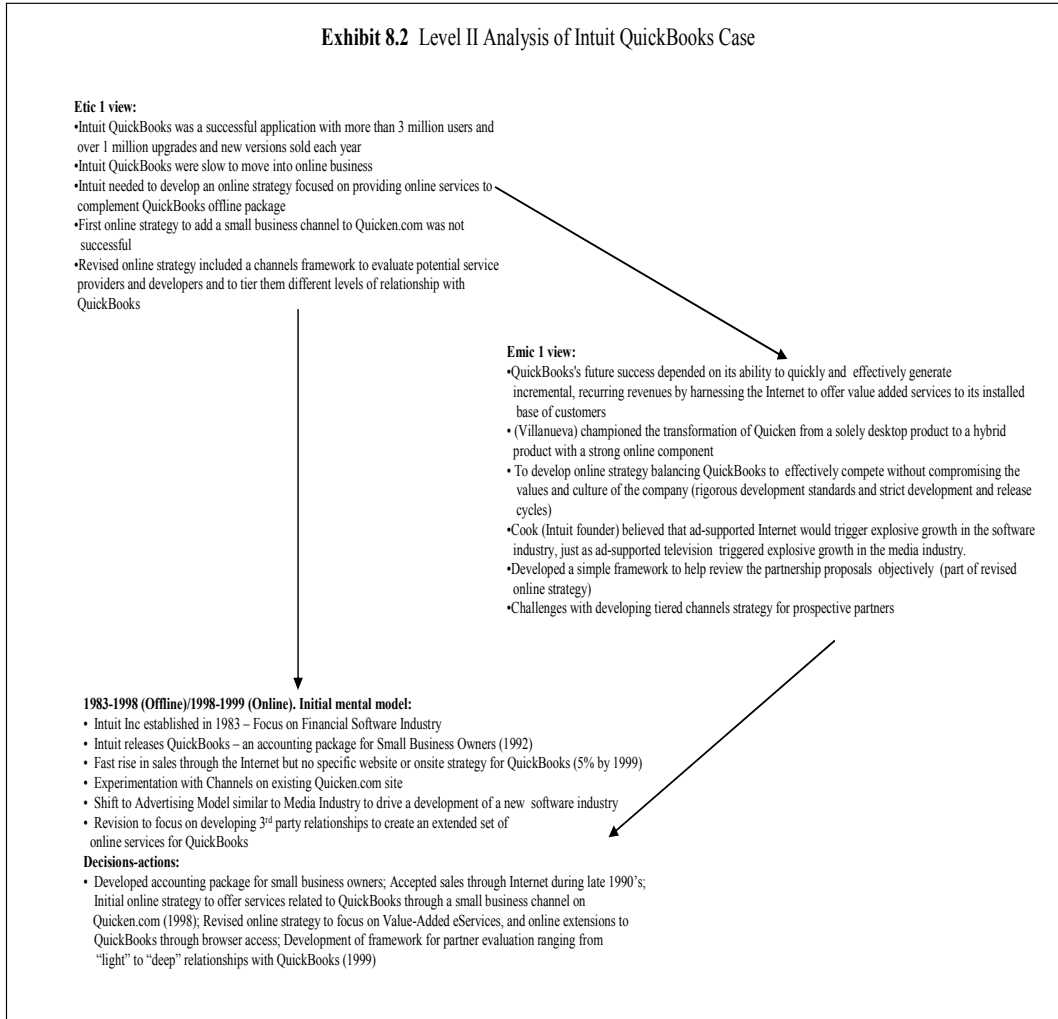 Exhibit 8.2 Level II Analysis of Intuit QuickBooks Case
Etic 1 view:
•Intuit QuickBooks was a successful application with more than 3 million users and
over 1 million upgrades and new versions sold each year
•Intuit QuickBooks were slow to move into online business
•Intuit needed to develop an online strategy focused on providing online services to
complement QuickBooks offline package
•First online strategy to add a small business channel to Quicken.com was not
successful
•Revised online strategy included a channels framework to evaluate potential service
providers and developers and to tier them different levels of relationship with
QuickBooks
Emic 1 view:
•QuickBooks's future success depended on its ability to quickly and effectively generate
incremental, recurring revenues by harnessing the Internet to offer value added services to its installed
base of customers
• (Villanueva) championed the transformation of Quicken from a solely desktop product to a hybrid
product with a strong online component
• To develop online strategy balancing QuickBooks to effectively compete without compromising the
values and culture of the company (rigorous development standards and strict development and release
cycles)
•Cook (Intuit founder) believed that ad-supported Internet would trigger explosive growth in the software
industry, just as ad-supported television triggered explosive growth in the media industry.
•Developed a simple framework to help review the partnership proposals objectively (part of revised
online strategy)
•Challenges with developing tiered channels strategy for prospective partners
1983-1998 (Offline)/1998-1999 (Online). Initial mental model:
• Intuit Inc established in 1983 – Focus on Financial Software Industry
• Intuit releases QuickBooks – an accounting package for Small Business Owners (1992)
• Fast rise in sales through the Internet but no specific website or onsite strategy for QuickBooks (5% by 1999)
• Experimentation with Channels on existing Quicken.com site
• Shift to Advertising Model similar to Media Industry to drive a development of a new software industry
• Revision to focus on developing 3rd party relationships to create an extended set of
online services for QuickBooks
Decisions-actions:
• Developed accounting package for small business owners; Accepted sales through Internet during late 1990’s;
Initial online strategy to offer services related to QuickBooks through a small business channel on
Quicken.com (1998); Revised online strategy to focus on Value-Added eServices, and online extensions to
QuickBooks through browser access; Development of framework for partner evaluation ranging from
“light” to “deep” relationships with QuickBooks (1999)